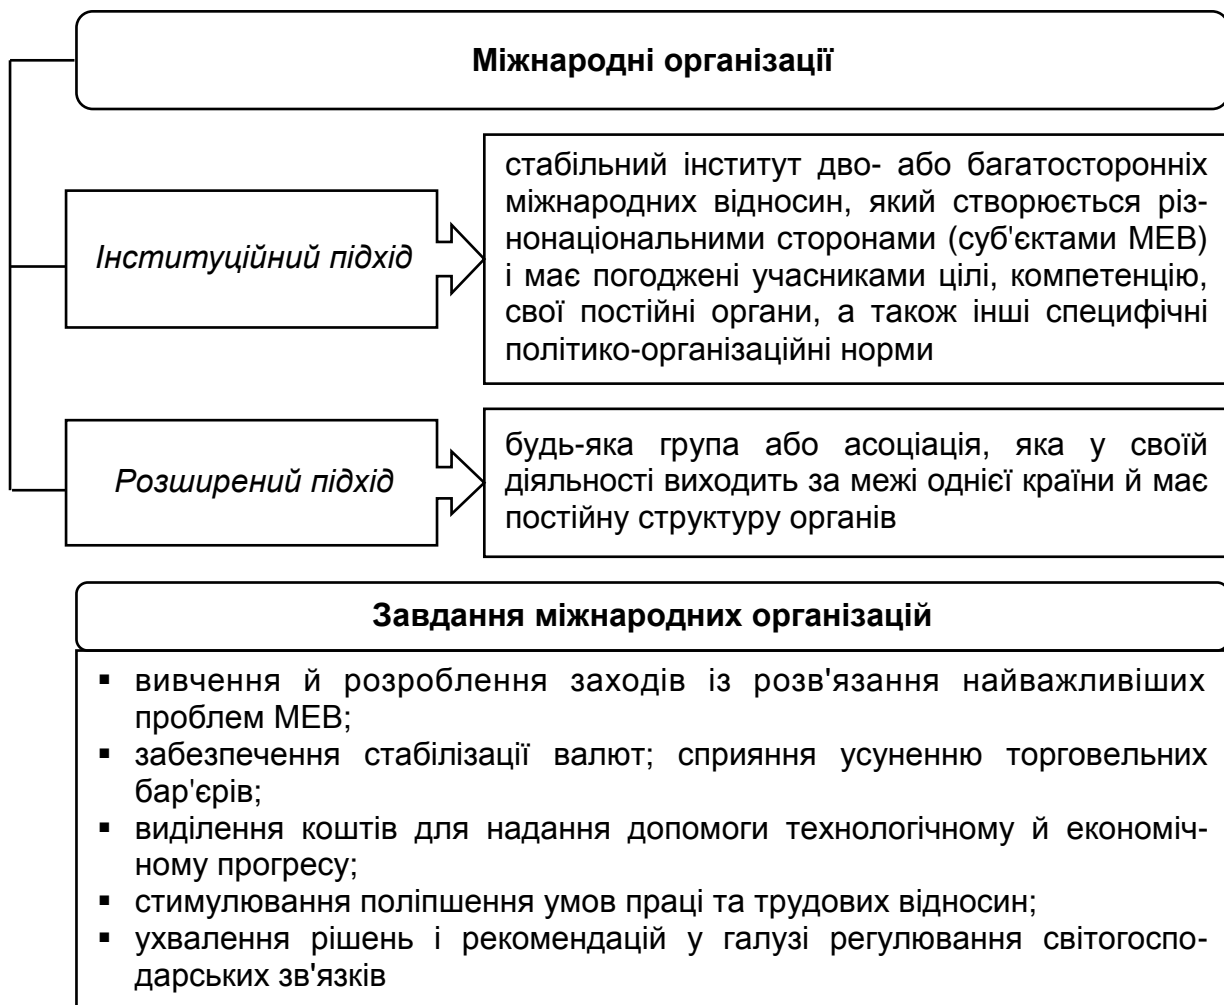 Міжнародні організації
Інституційний підхід
стабільний інститут дво- або багатосторонніх
міжнародних відносин, який створюється різ-
нонаціональними сторонами (суб'єктами МЕВ)
і має погоджені учасниками цілі, компетенцію,
свої постійні органи, а також інші специфічні
політико-організаційні норми
Розширений підхід
будь-яка група або асоціація, яка у своїй
діяльності виходить за межі однієї країни й має
постійну структуру органів
Завдання міжнародних організацій
▪ вивчення й розроблення заходів із розв'язання найважливіших
проблем МЕВ;
▪ забезпечення стабілізації валют; сприяння усуненню торговельних
бар'єрів;
▪ виділення коштів для надання допомоги технологічному й економіч-
ному прогресу;
▪ стимулювання поліпшення умов праці та трудових відносин;
▪ ухвалення рішень і рекомендацій у галузі регулювання світогоспо-
дарських зв'язків